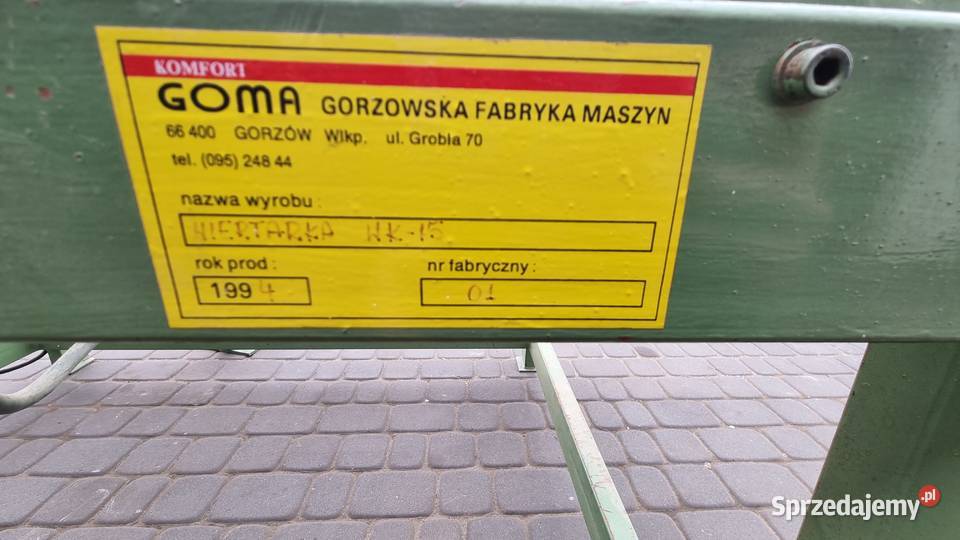 KOMFORT
GOMA GORZOWSKA FABRYKA MASZYN
66 400 GORZÓW Wlkp. ul. Grobla 70
tel. (095) 248 44
nazwa wyrobu :
WIERTARKA WK-15
rok prod : nr fabryczny :
1994 01
Sprzedajemy.pl